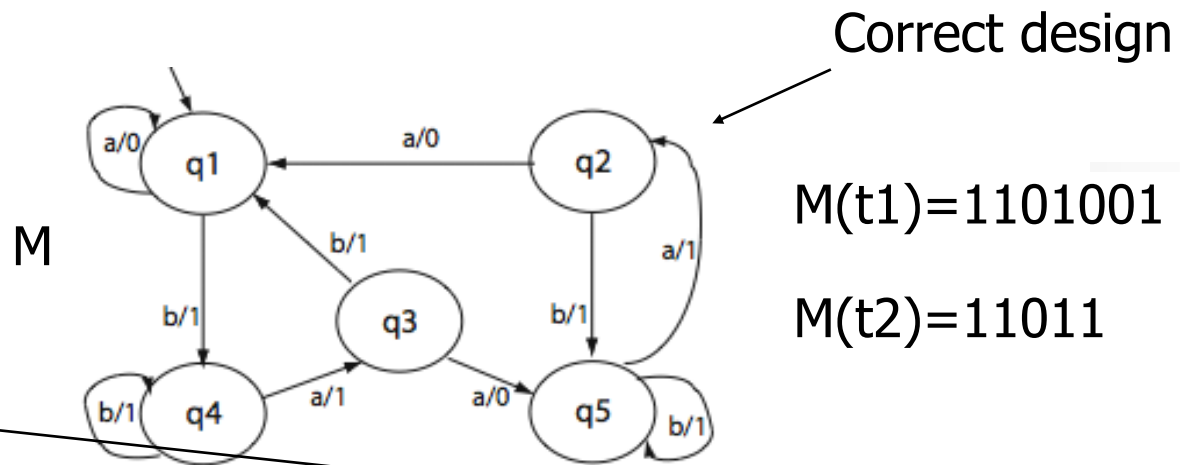 Correct design
a/0
q1
a/0
q2
M(t1)=1101001
M
b/1
a/1
b/1
q3
b/1
M(t2)=11011
b/1
q4
a/1
a/0
q5
b/1